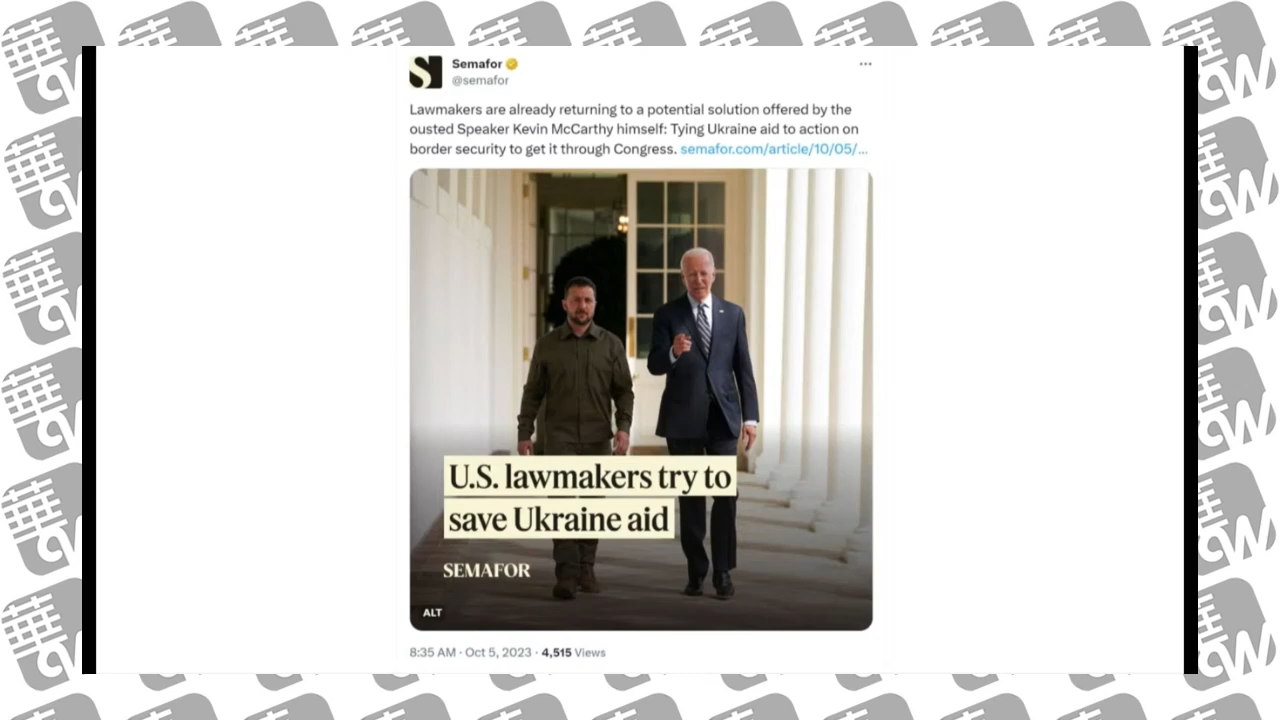 Semafor
@semafor
Lawmakers are already returning to a potential solution offered by the
ousted Speaker Kevin McCarthy himself: Tying Ukraine aid to action on
border security to get it through Congress. semafor.com/article/10/05/...
U.S. lawmakers try to
save Ukraine aid
SEMAFOR
ALT
8:35 AM · Oct 5, 2023 · 4,515 Views